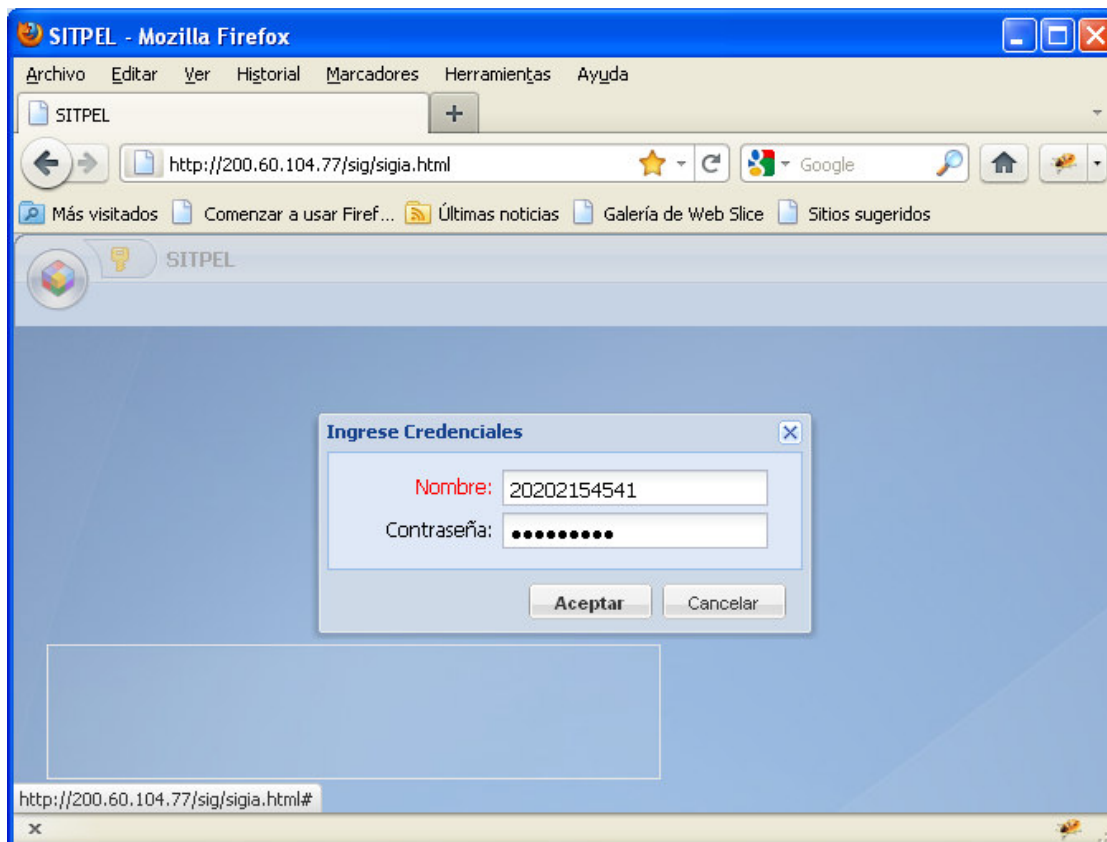 SITPEL - Mozilla Firefox
Archivo Editar Ver Historial Marcadores Herramientas Ayuda
SITPEL
http://200.60.104.77/sig/sigia.html
Google
Más visitados Comenzar a usar Firef... Últimas noticias Galería de Web Slice Sitios sugeridos
SITPEL
Ingrese Credenciales
Nombre: 20202154541
Contraseña: •••••••••
Aceptar Cancelar
http://200.60.104.77/sig/sigia.html#